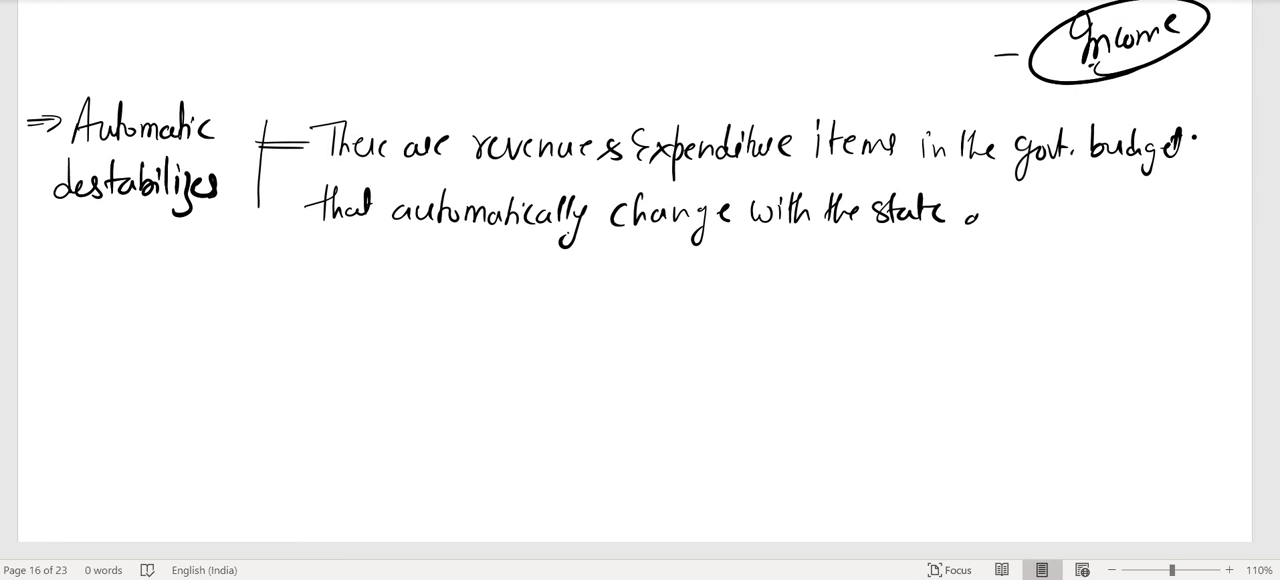 - Income
⇒ Automatic destabilizes
There are revenue & Expenditure items in the govt. budget.
that automatically change with the state o
Page 16 of 23 0 words English (India) Focus 110%